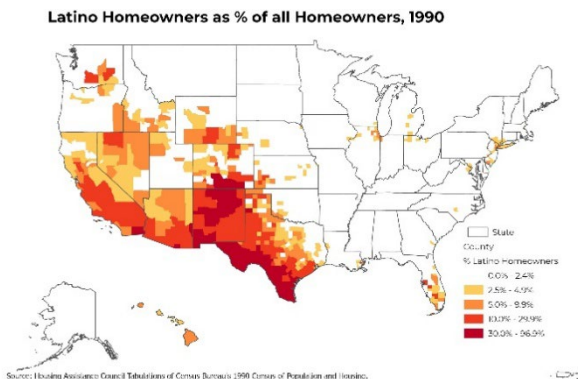 Latino Homeowners as % of all Homeowners, 1990
State
County
% Latino Homeowners
0.0% - 2.4%
2.5% - 4.9%
5.0% - 9.9%
10.0% - 29.9%
30.0% - 96.9%
Source: Housing Assistance Council Tabulations of Census Bureau's 1990 Census of Population and Housing.